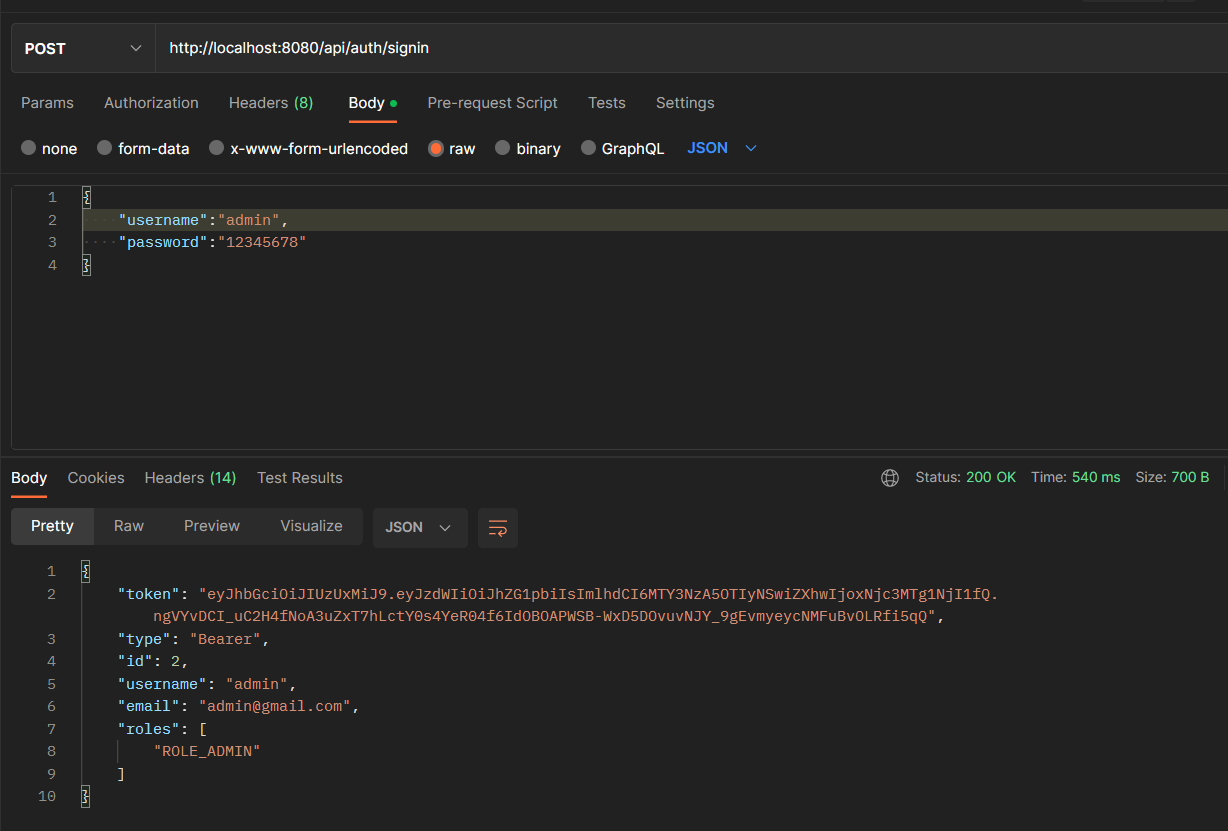 POST http://localhost:8080/api/auth/signin
Params Authorization Headers (8) Body Pre-request Script Tests Settings
none form-data x-www-form-urlencoded raw binary GraphQL JSON
1 {
2 "username":"admin",
3 "password":"12345678"
4 }
Body Cookies Headers (14) Test Results Status: 200 OK Time: 540 ms Size: 700 B
Pretty Raw Preview Visualize JSON
1 {
2 "token": "eyJhbGciOiJIUzUxMiJ9.eyJzdWIiOiJhZG1pbiIsImlhdCI6MTY3NzA5OTIyNSwiZXhwIjoxNjc3MTg1NjI1fQ.
ngVYvDCI_uC2H4fNoA3uZxT7hLctY0s4YeR04f6IdOBOAPWSB-WxD5DOvuvNJY_9gEvmyeycNMFuBvOLRfi5qQ",
3 "type": "Bearer",
4 "id": 2,
5 "username": "admin",
6 "email": "admin@gmail.com",
7 "roles": [
8 "ROLE_ADMIN"
9 ]
10 }